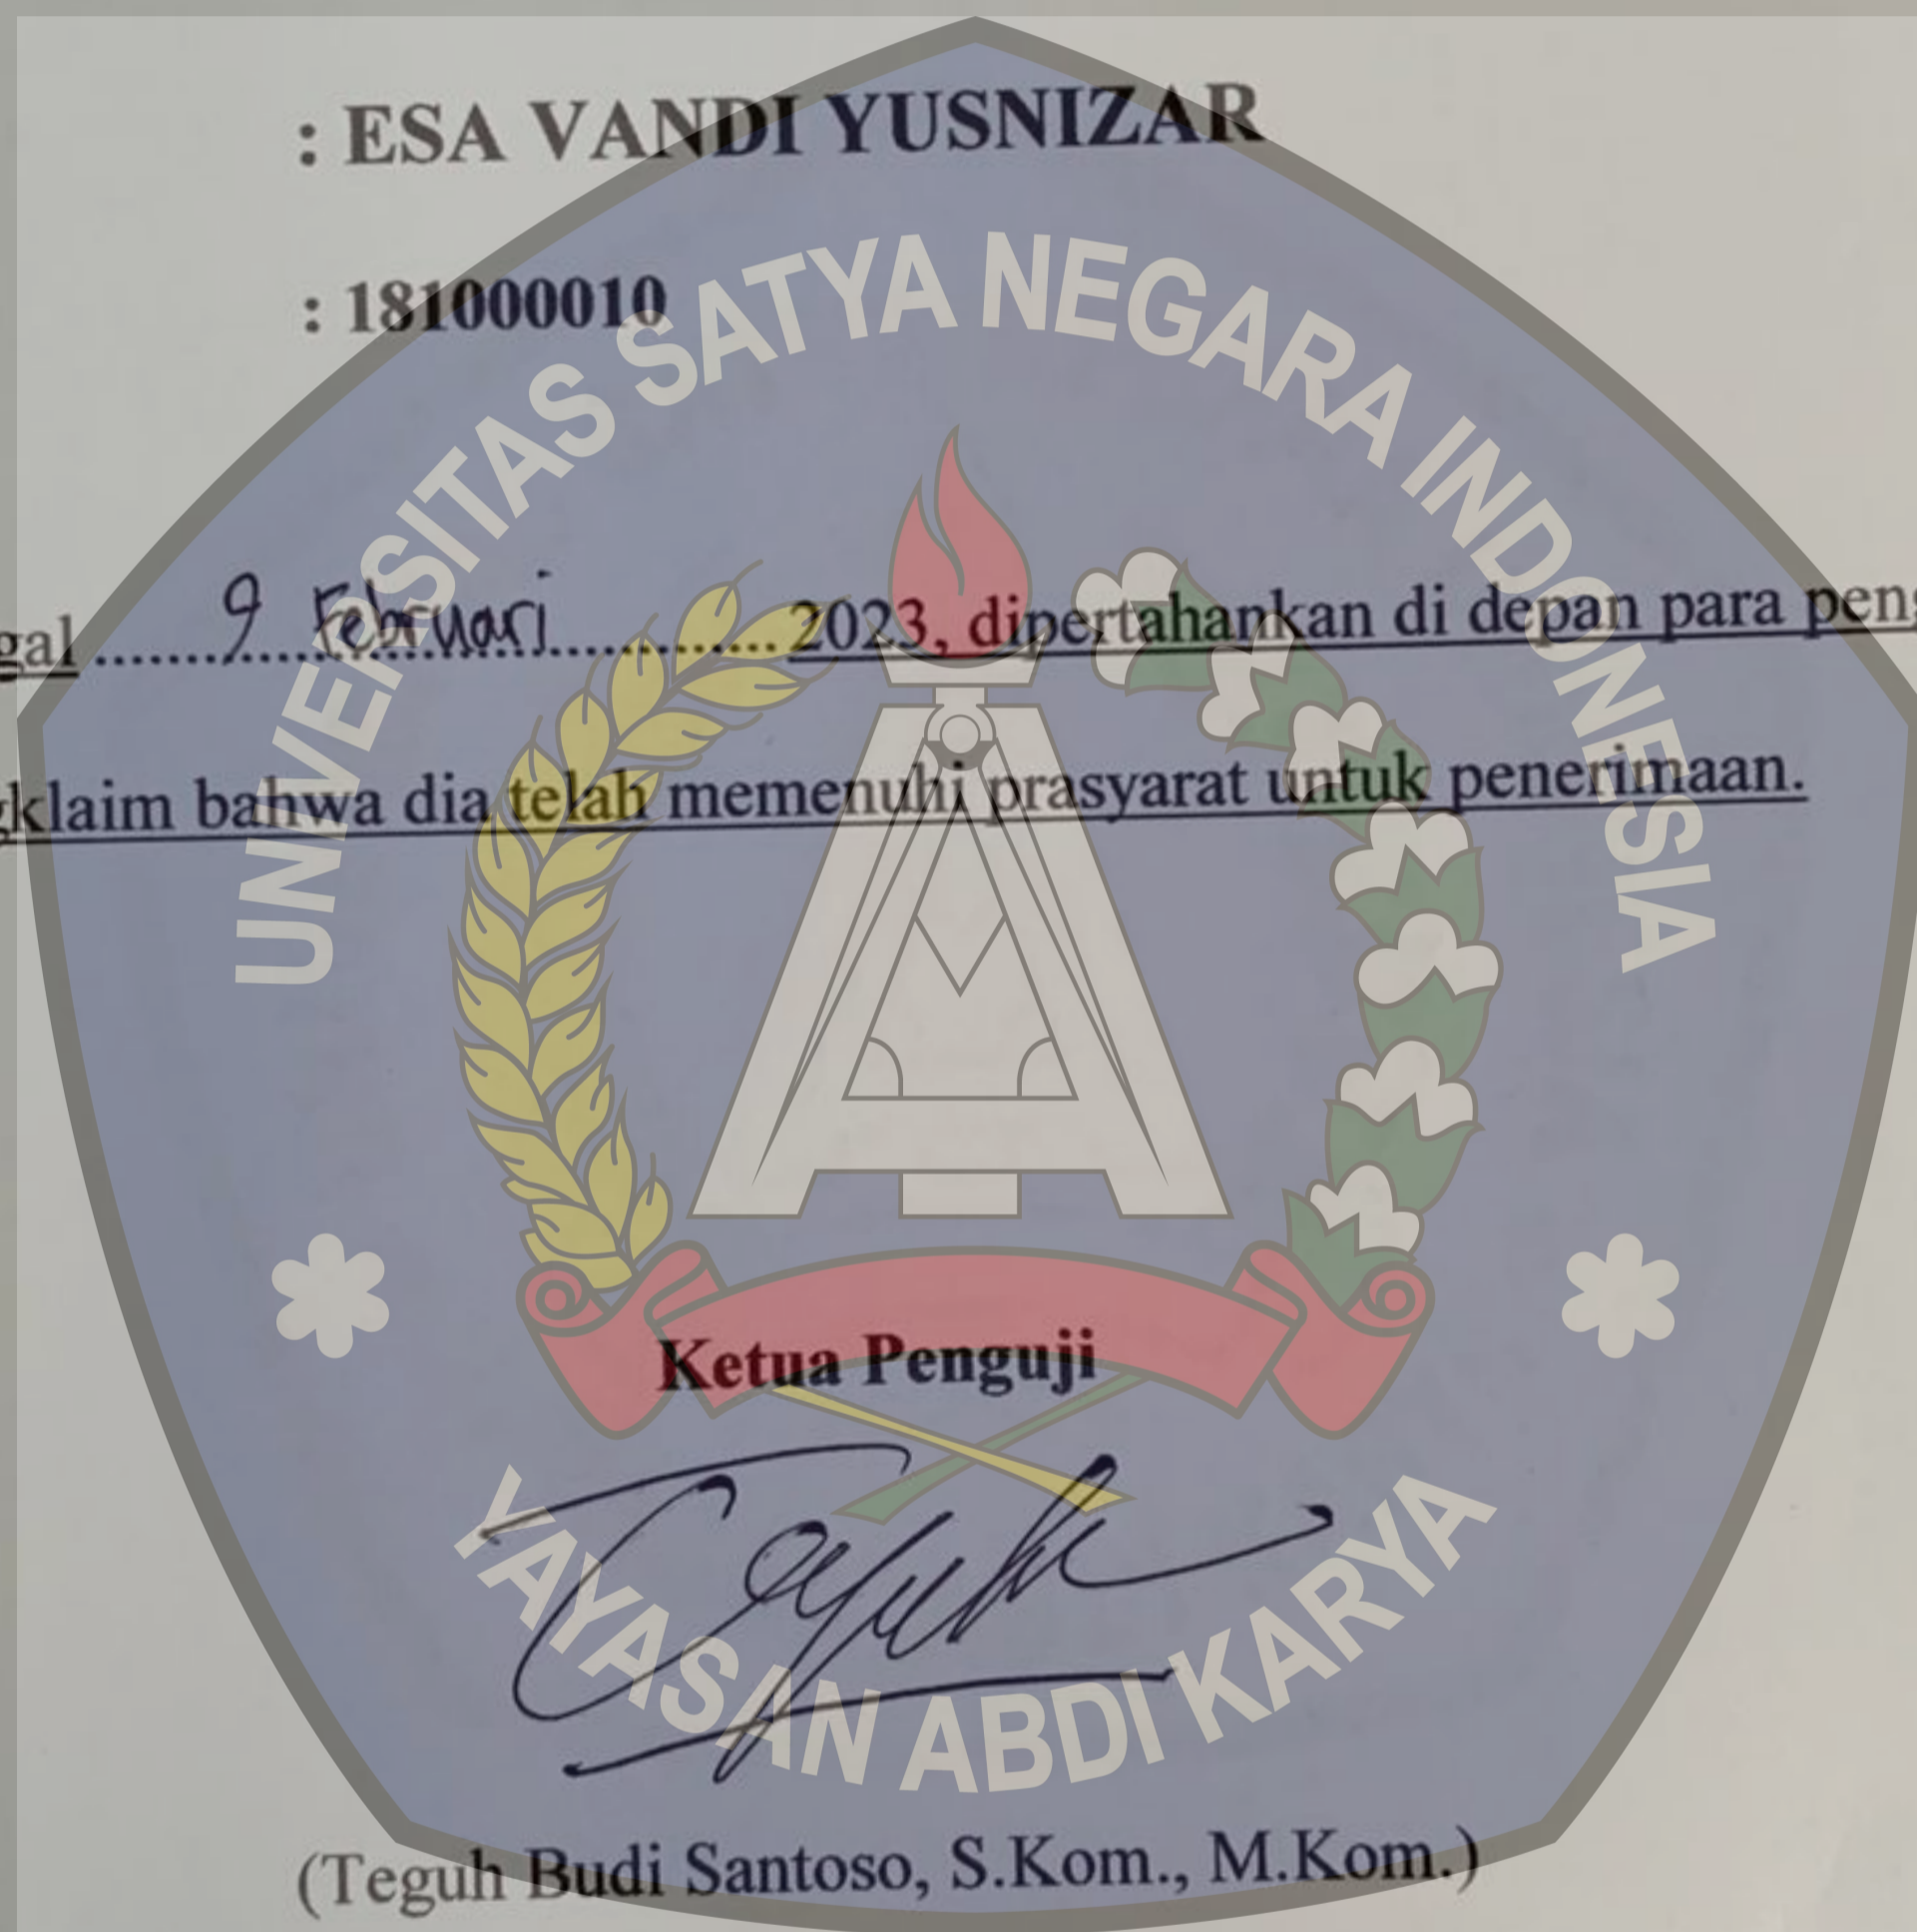 : ESA VANDI YUSNIZAR
: 181000010
UNIVERSITAS SATYA NEGARA INDONESIA
gal ........ 9 Februari ........ 2023, dipertahankan di depan para peng
gklaim bahwa dia telah memenuhi prasyarat untuk penerimaan.
Ketua Penguji
YAYASAN ABDI KARYA
(Teguh Budi Santoso, S.Kom., M.Kom.)